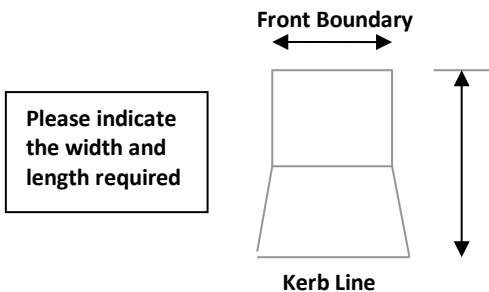 Front Boundary
Please indicate
the width and
length required
Kerb Line